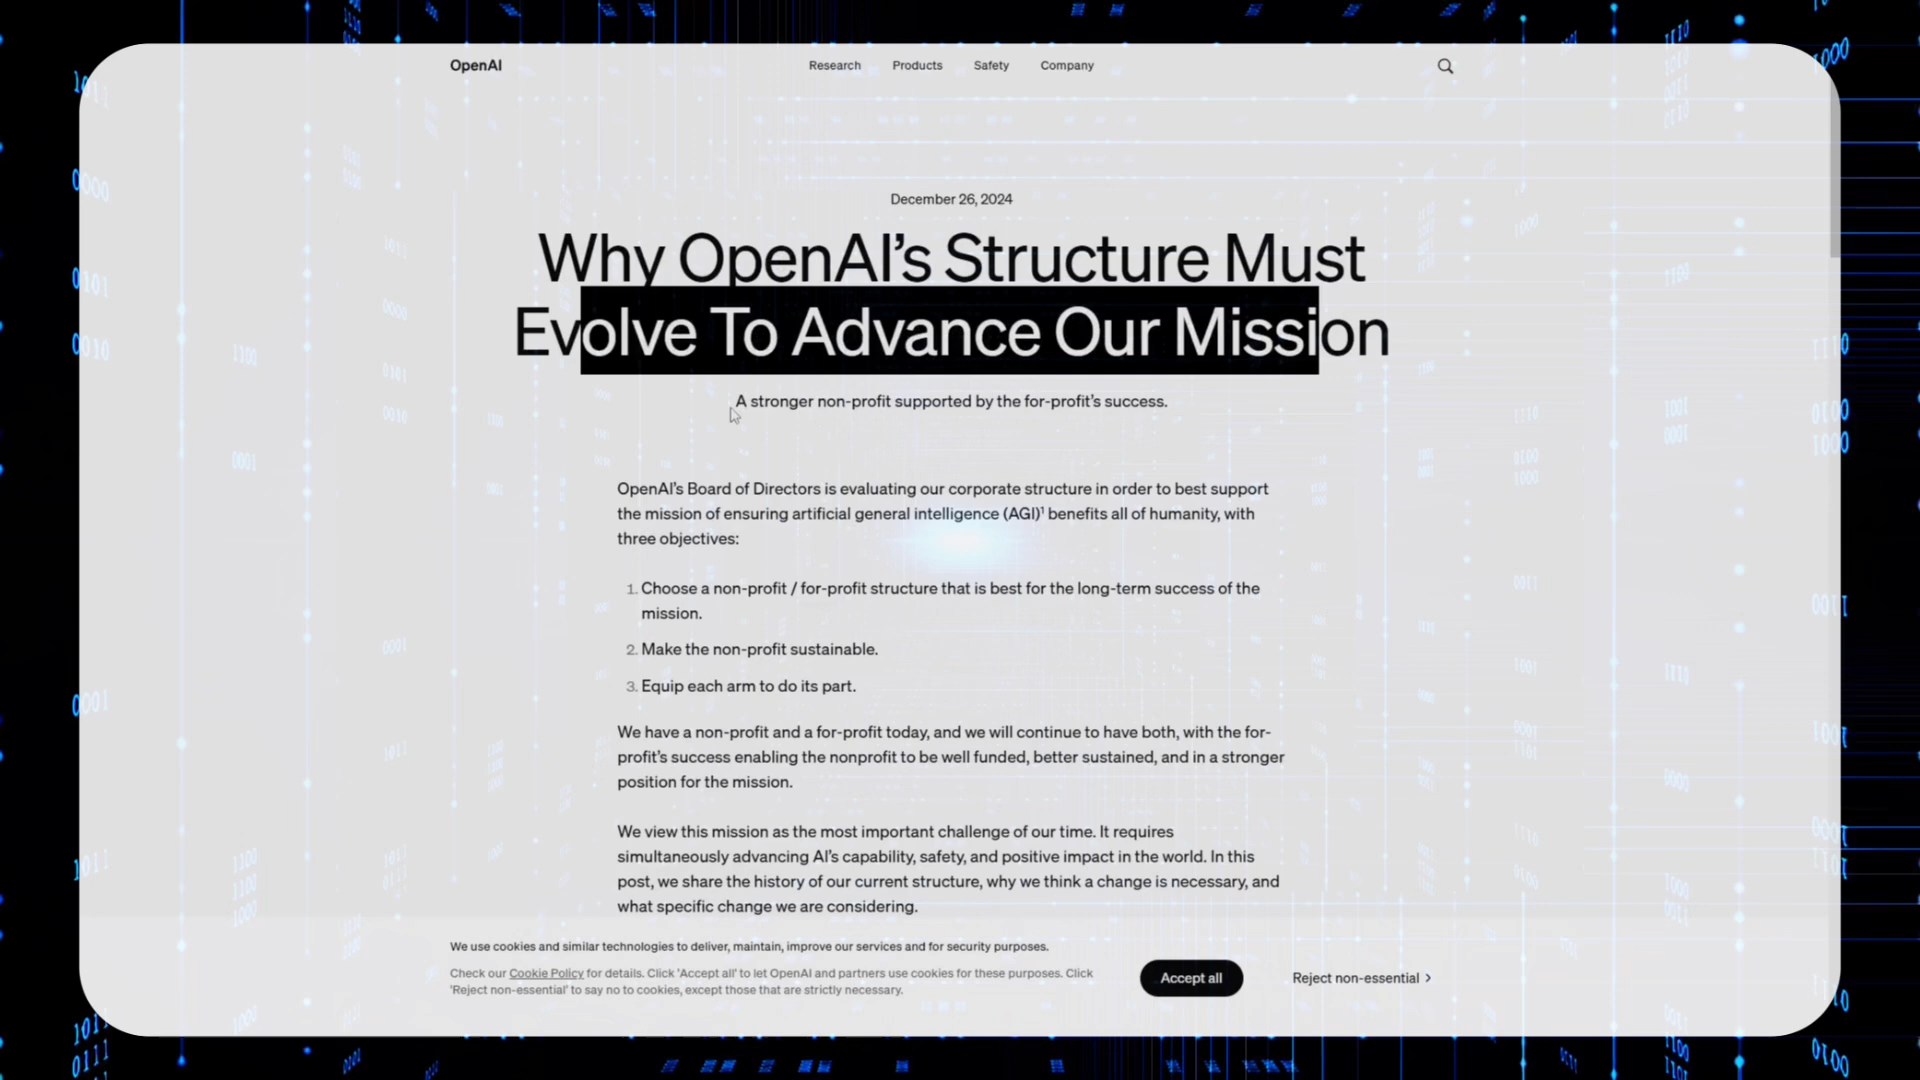 OpenAI
Research Products Safety Company
December 26, 2024
Why OpenAI’s Structure Must
Evolve To Advance Our Mission
A stronger non-profit supported by the for-profit’s success.
OpenAI’s Board of Directors is evaluating our corporate structure in order to best support
the mission of ensuring artificial general intelligence (AGI)¹ benefits all of humanity, with
three objectives:
1. Choose a non-profit / for-profit structure that is best for the long-term success of the
mission.
2. Make the non-profit sustainable.
3. Equip each arm to do its part.
We have a non-profit and a for-profit today, and we will continue to have both, with the for-
profit’s success enabling the nonprofit to be well funded, better sustained, and in a stronger
position for the mission.
We view this mission as the most important challenge of our time. It requires
simultaneously advancing AI’s capability, safety, and positive impact in the world. In this
post, we share the history of our current structure, why we think a change is necessary, and
what specific change we are considering.
We use cookies and similar technologies to deliver, maintain, improve our services and for security purposes.
Check our Cookie Policy for details. Click 'Accept all' to let OpenAI and partners use cookies for these purposes. Click
'Reject non-essential' to say no to cookies, except those that are strictly necessary.
Accept all
Reject non-essential